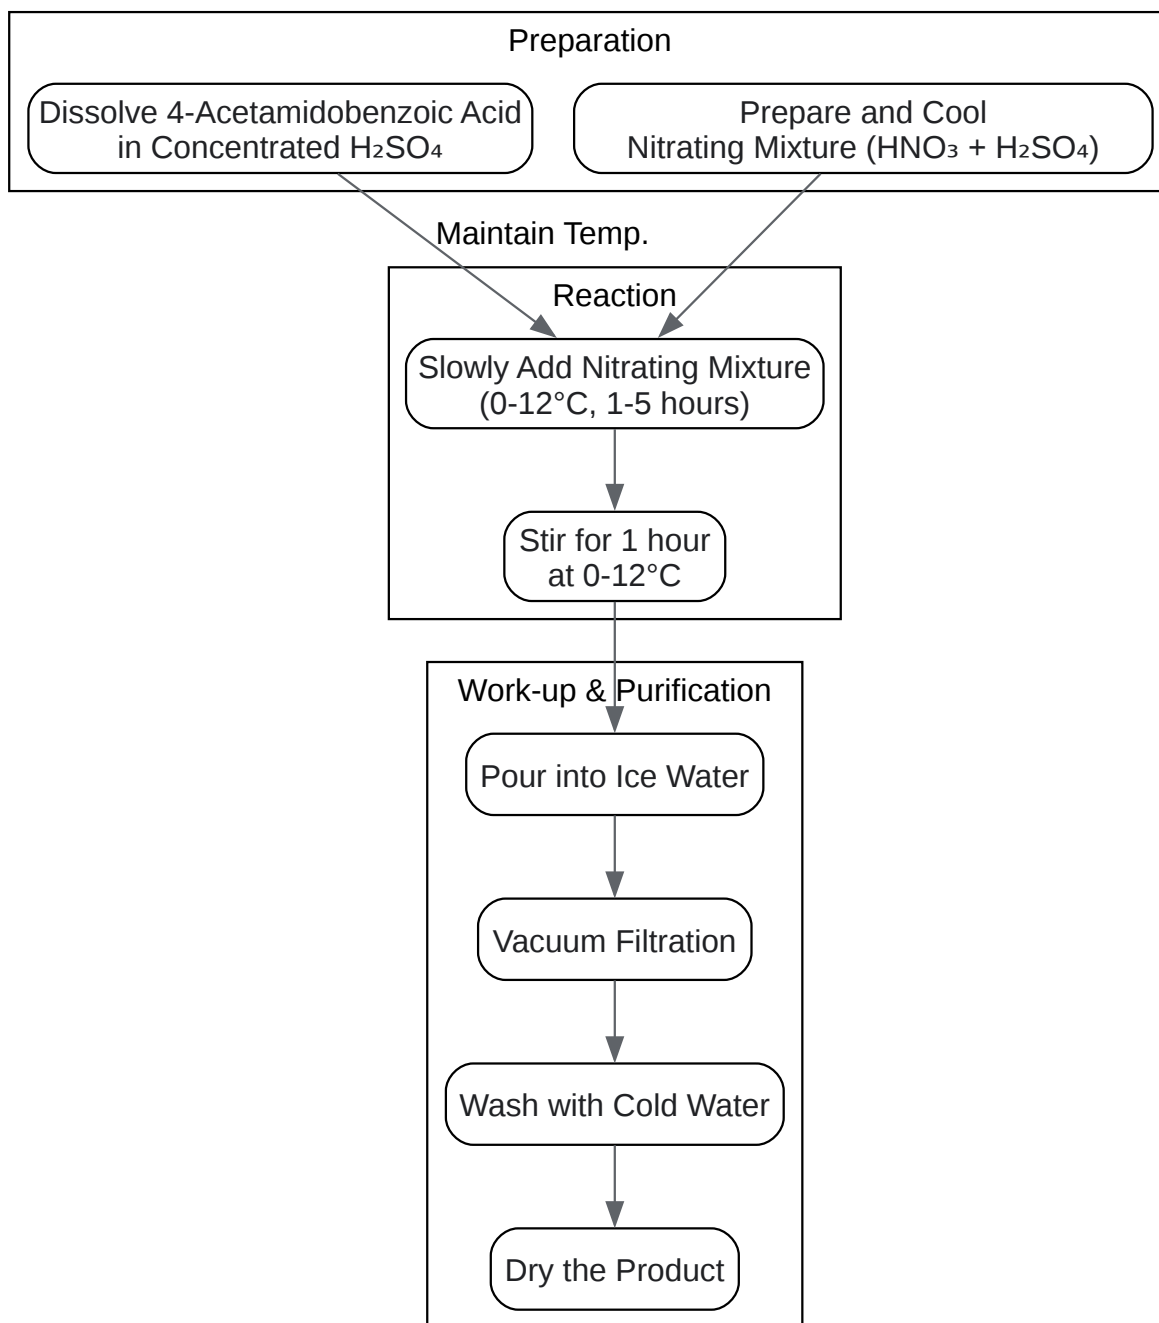 Preparation
Dissolve 4-Acetamidobenzoic Acid
in Concentrated H₂SO₄
Prepare and Cool
Nitrating Mixture (HNO₃ + H₂SO₄)
Maintain Temp.
Reaction
Slowly Add Nitrating Mixture
(0-12°C, 1-5 hours)
Stir for 1 hour
at 0-12°C
Work-up & Purification
Pour into Ice Water
Vacuum Filtration
Wash with Cold Water
Dry the Product